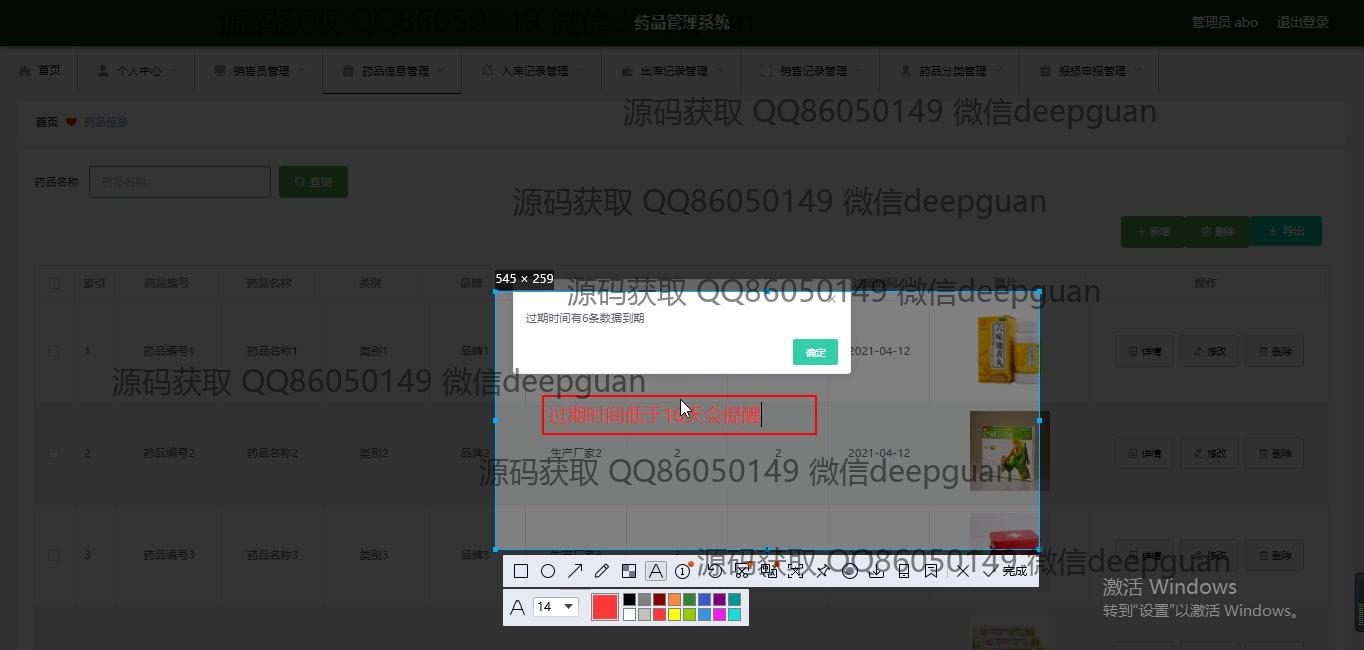 源码获取 QQ86050149 微信deepguan
药品管理系统
管理员 abo 退出登录
首页 个人中心 销售员管理 药品信息管理 入库记录管理 出库记录管理 销售记录管理 药品分类管理 报损申报管理
源码获取 QQ86050149 微信deepguan
首页 药品信息
药品名称 药品名称 查询
源码获取 QQ86050149 微信deepguan
新增 删除 导出
545 × 259
索引 药品编号 药品名称 类别 品牌 图片 操作
源码获取 QQ86050149 微信deepguan
过期时间有6条数据到期
确定
1 药品编号1 药品名称1 类别1 品牌1 2021-04-12 详情 修改 删除
源码获取 QQ86050149 微信deepguan
过期时间低于10天会提醒
2 药品编号2 药品名称2 类别2 品牌2 生产厂家2 2 2 2021-04-12 详情 修改 删除
源码获取 QQ86050149 微信deepguan
3 药品编号3 药品名称3 类别3 品牌3 生产厂家3 详情 修改 删除
源码获取 QQ86050149 微信deepguan
完成
激活 Windows
A 14
转到"设置"以激活 Windows。